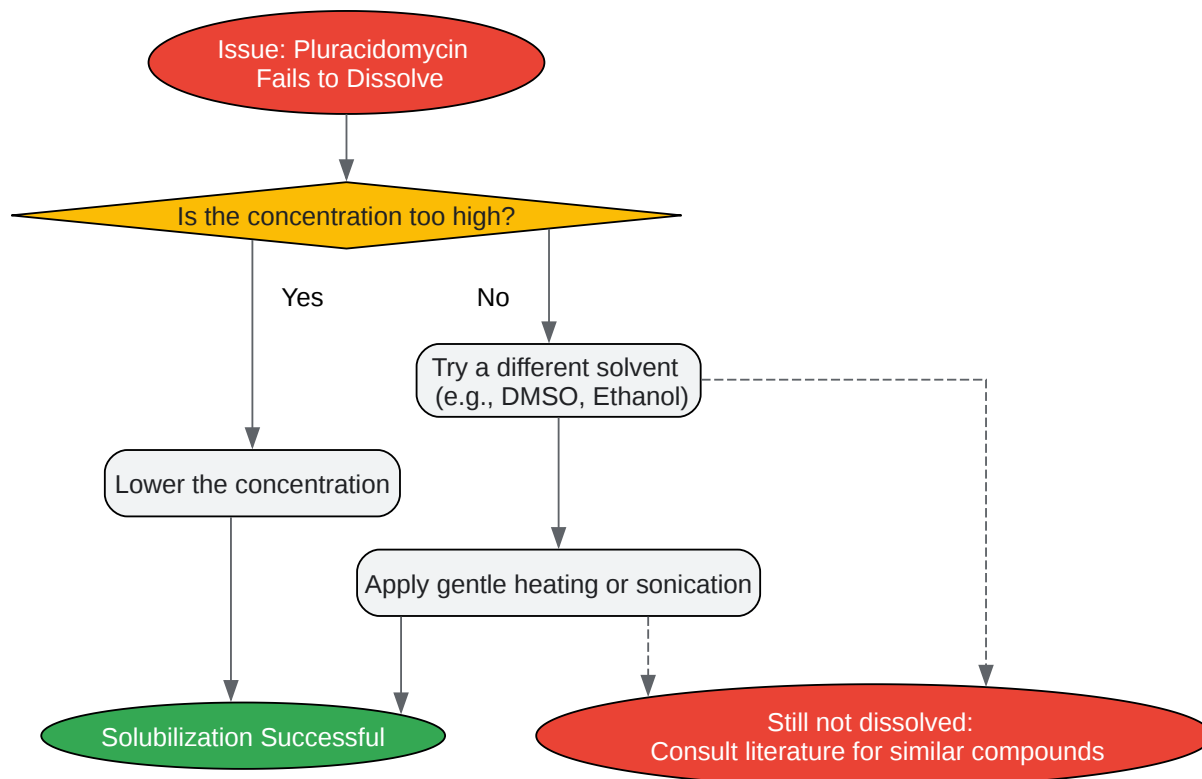 Issue: Pluracidomycin
Fails to Dissolve
Is the concentration too high?
Yes
No
Try a different solvent
(e.g., DMSO, Ethanol)
Lower the concentration
Apply gentle heating or sonication
Solubilization Successful
Still not dissolved:
Consult literature for similar compounds